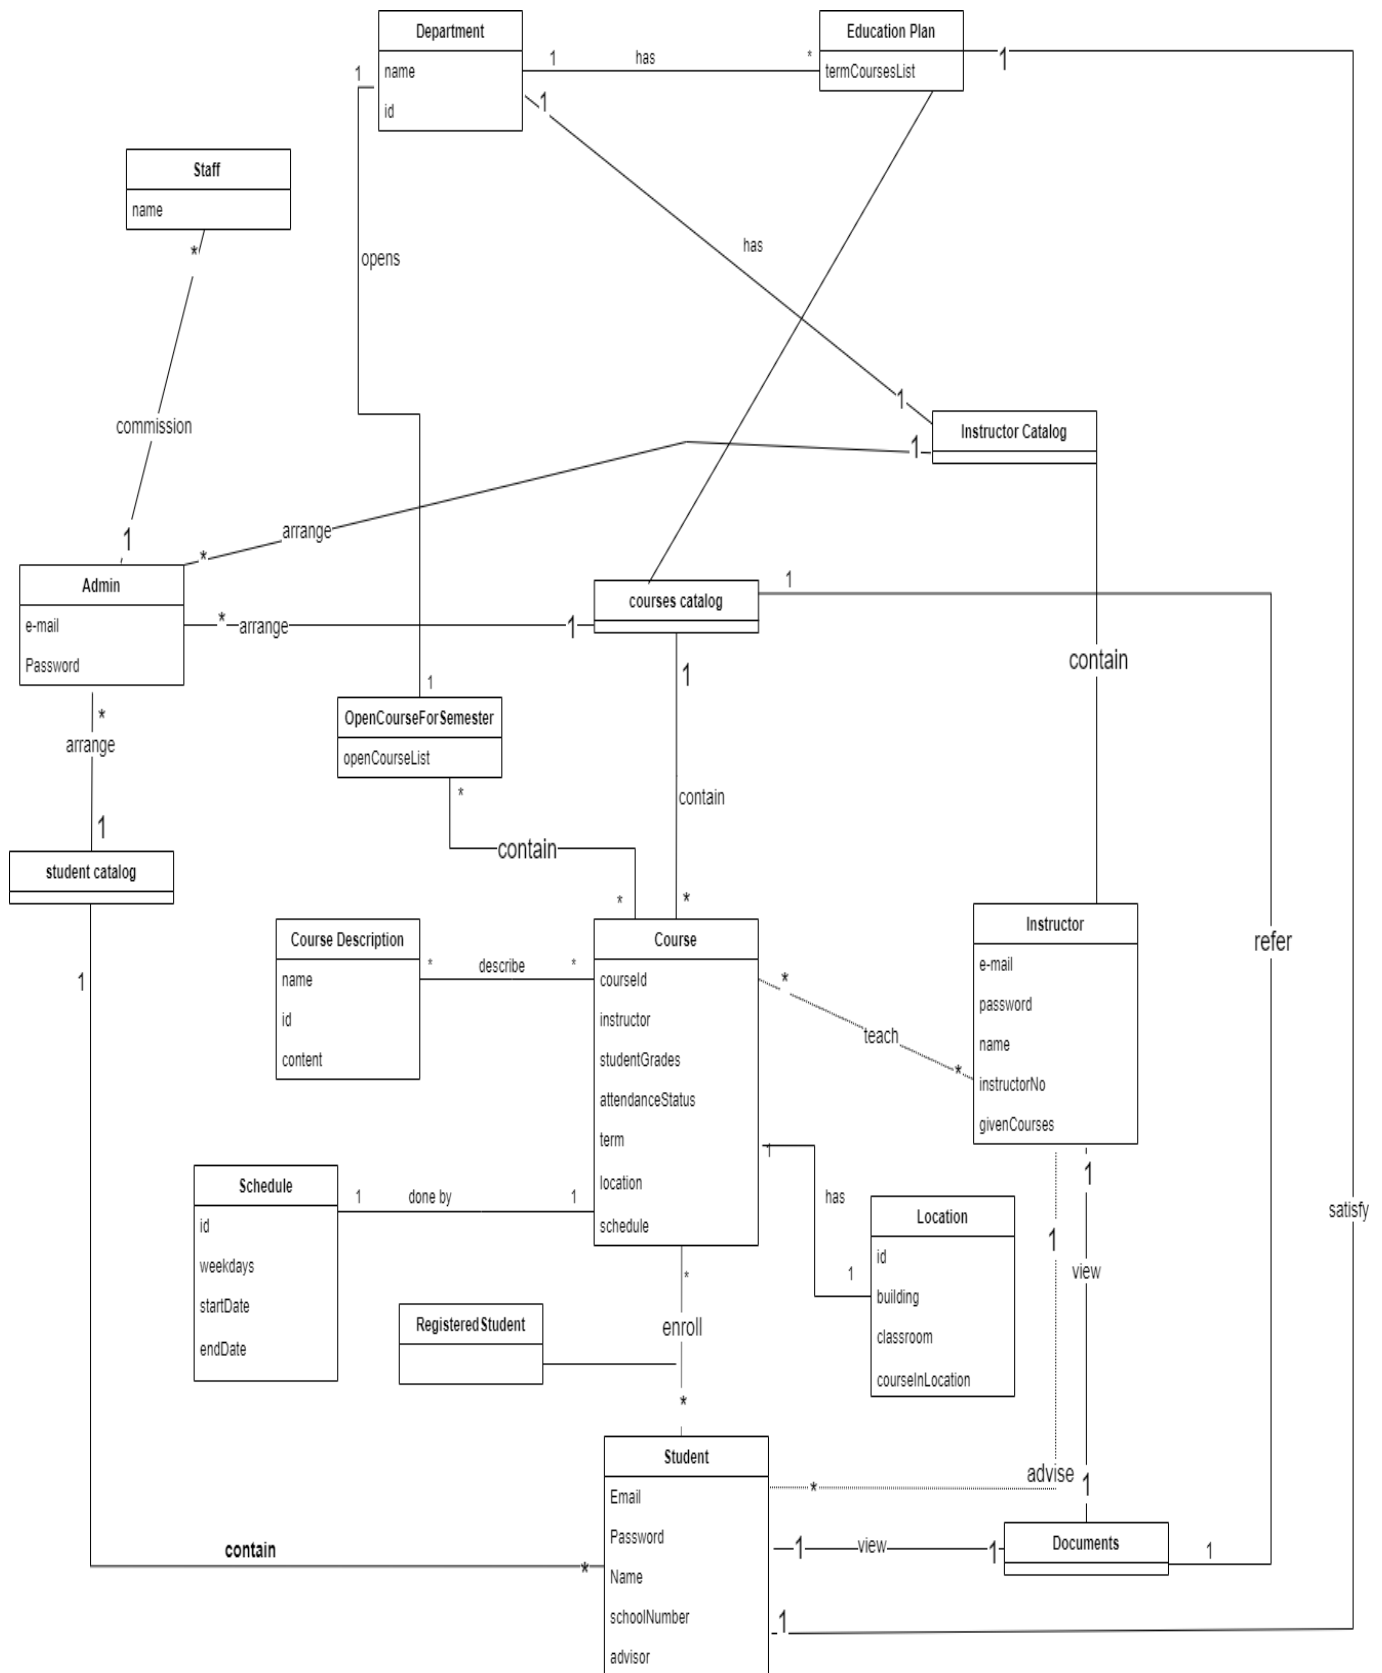 Department
name
id
1
has
*
Education Plan
termCoursesList
1
1
1
Staff
name
*
opens
has
commission
1
1
Instructor Catalog
1
arrange
*
1
Admin
e-mail
Password
*
arrange
1
courses catalog
1
contain
1
1
OpenCourseForSemester
openCourseList
*
arrange
*
contain
contain
1
student catalog
*
*
1
Course Description
name
id
content
*
describe
*
Course
courseId
instructor
studentGrades
attendanceStatus
term
location
schedule
*
teach
*
Instructor
e-mail
password
name
instructorNo
givenCourses
refer
Schedule
id
weekdays
startDate
endDate
1
done by
1
1
has
1
Location
id
building
classroom
courseInLocation
1
1
view
satisfy
*
enroll
RegisteredStudent
*
Student
Email
Password
Name
schoolNumber
advisor
advise
*
1
1
view
1
Documents
1
contain
*
1